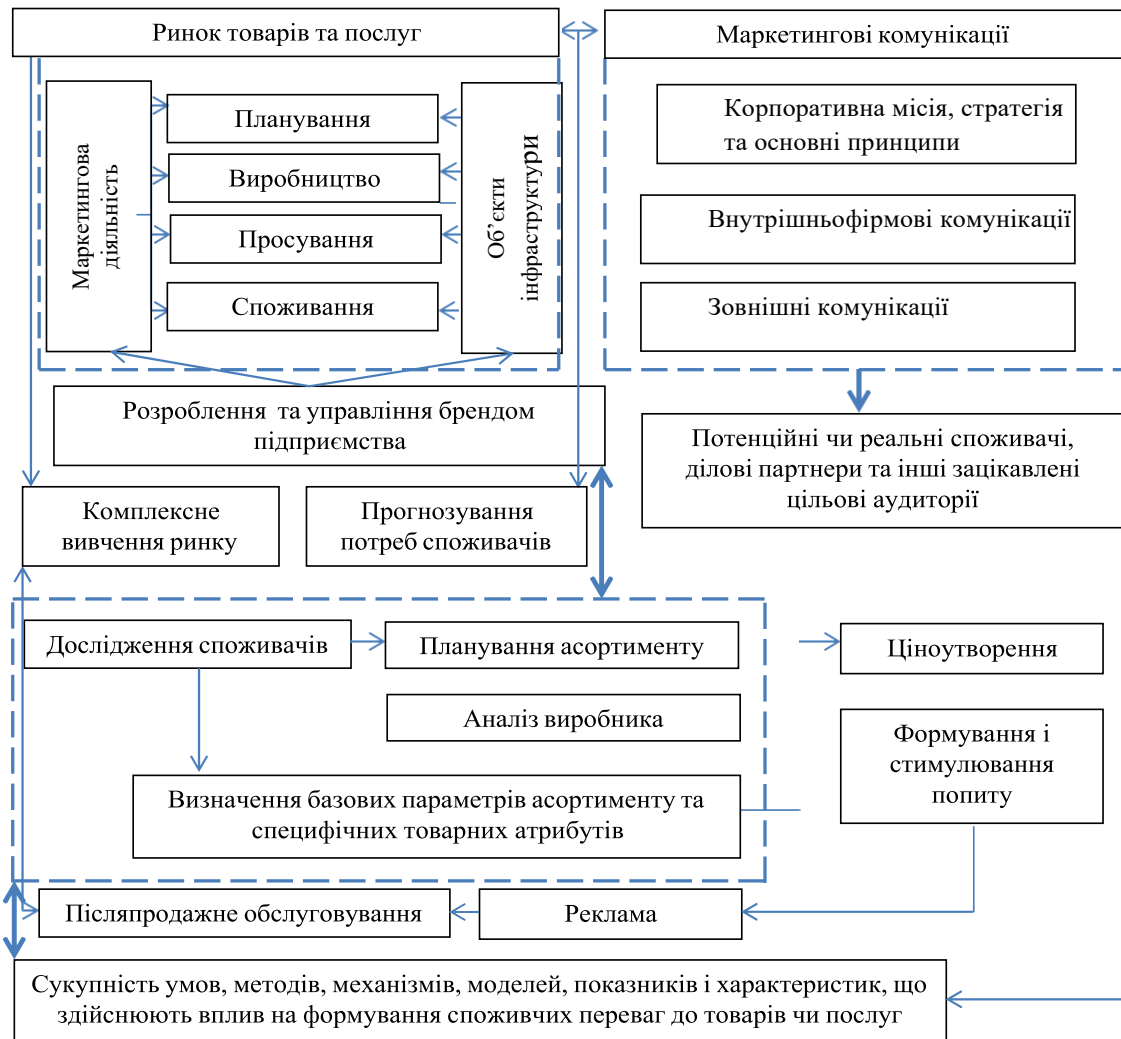 Ринок товарів та послуг
Маркетингові комунікації
Маркетингова
діяльність
Планування
Виробництво
Просування
Споживання
Об’єкти
інфраструктури
Корпоративна місія, стратегія
та основні принципи
Внутрішньофірмові комунікації
Зовнішні комунікації
Розроблення та управління брендом
підприємства
Потенційні чи реальні споживачі,
ділові партнери та інші зацікавлені
цільові аудиторії
Комплексне
вивчення ринку
Прогнозування
потреб споживачів
Дослідження споживачів
Планування асортименту
Ціноутворення
Аналіз виробника
Формування і
стимулювання
попиту
Визначення базових параметрів асортименту та
специфічних товарних атрибутів
Післяпродажне обслуговування
Реклама
Сукупність умов, методів, механізмів, моделей, показників і характеристик, що
здійснюють вплив на формування споживчих переваг до товарів чи послуг